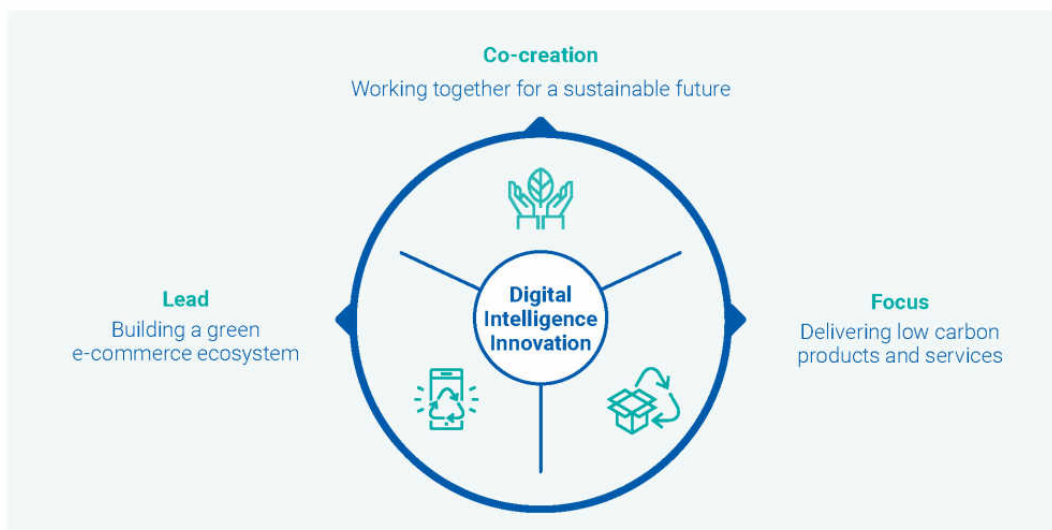 Co-creation
Working together for a sustainable future
Lead
Building a green
e-commerce ecosystem
Digital
Intelligence
Innovation
Focus
Delivering low carbon
products and services